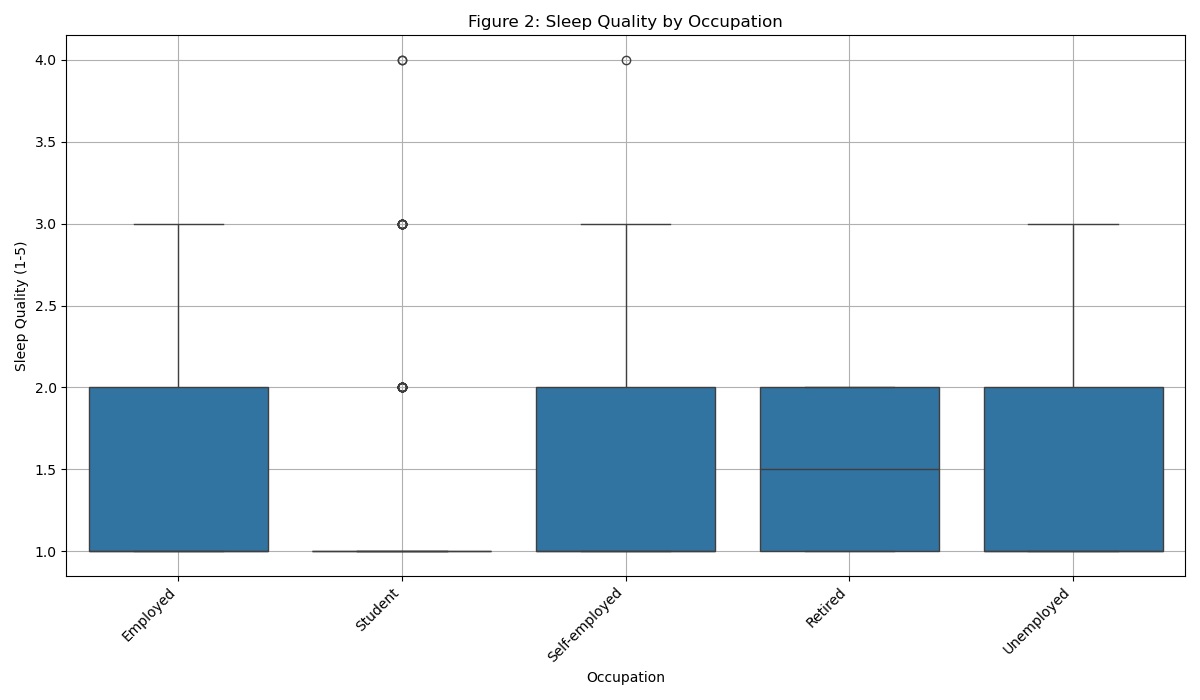 Figure 2: Sleep Quality by Occupation
Sleep Quality (1-5)
4.0
3.5
3.0
2.5
2.0
1.5
1.0
Employed
Student
Self-employed
Retired
Unemployed
Occupation